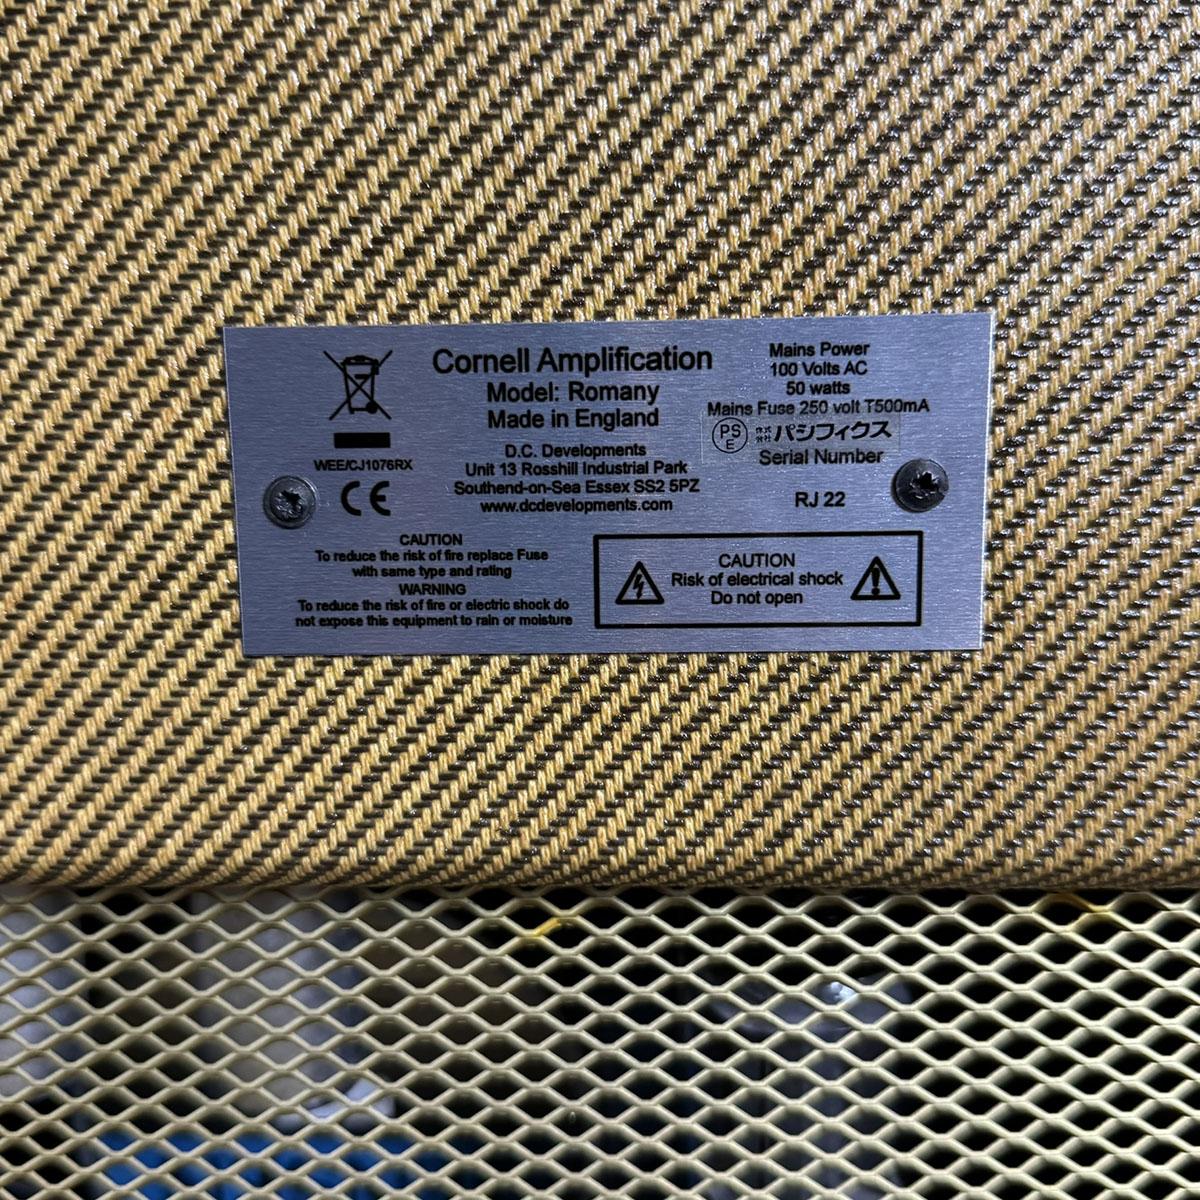 Cornell Amplification
Model: Romany
Made in England
D.C. Developments
Unit 13 Rosshill Industrial Park
Southend-on-Sea Essex SS2 5PZ
www.dcdevelopments.com
WEE/CJ1076RX
CE
Mains Power
100 Volts AC
50 watts
Mains Fuse 250 volt T500mA
PS
E
株式会社 パシフィクス
Serial Number
RJ 22
CAUTION
To reduce the risk of fire replace Fuse
with same type and rating
WARNING
To reduce the risk of fire or electric shock do
not expose this equipment to rain or moisture
CAUTION
Risk of electrical shock
Do not open